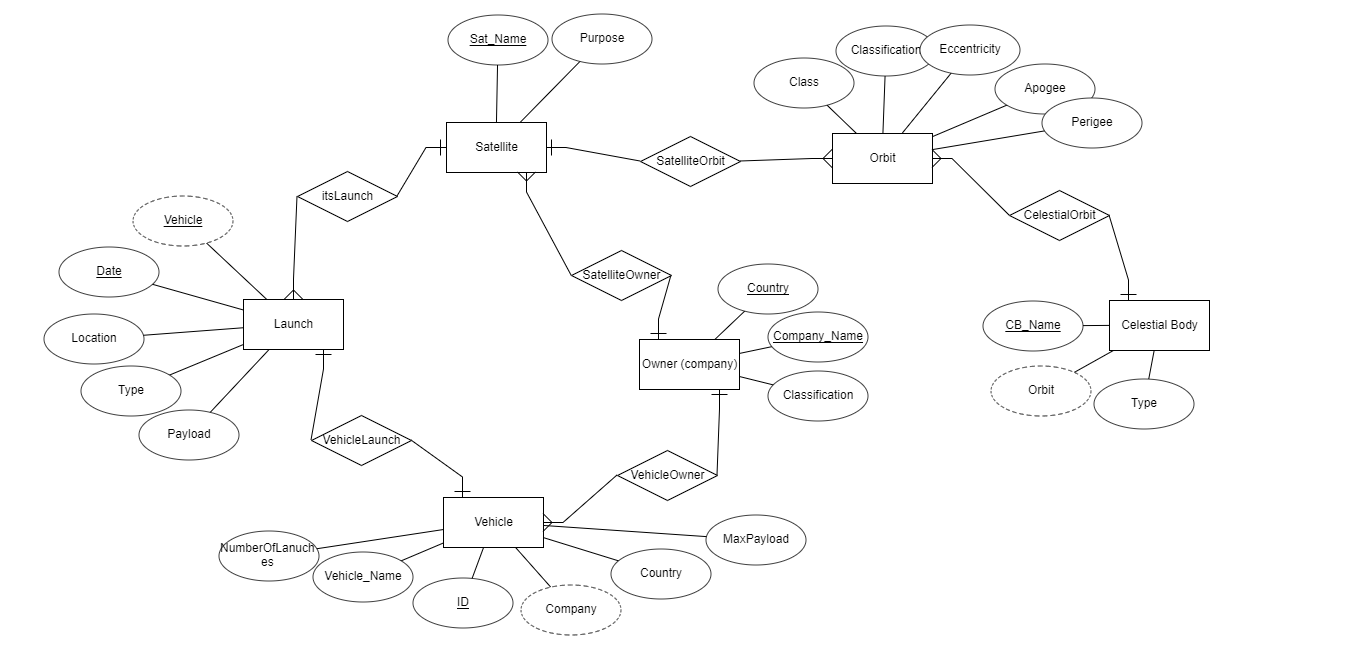 Sat_Name
Purpose
Classification
Eccentricity
Class
Apogee
Perigee
Satellite
SatelliteOrbit
Orbit
itsLaunch
CelestialOrbit
Vehicle
Date
SatelliteOwner
Country
Launch
Location
Company_Name
CB_Name
Celestial Body
Owner (company)
Type
Classification
Orbit
Type
Payload
VehicleLaunch
VehicleOwner
Vehicle
MaxPayload
NumberOfLanuch
es
Vehicle_Name
Country
ID
Company